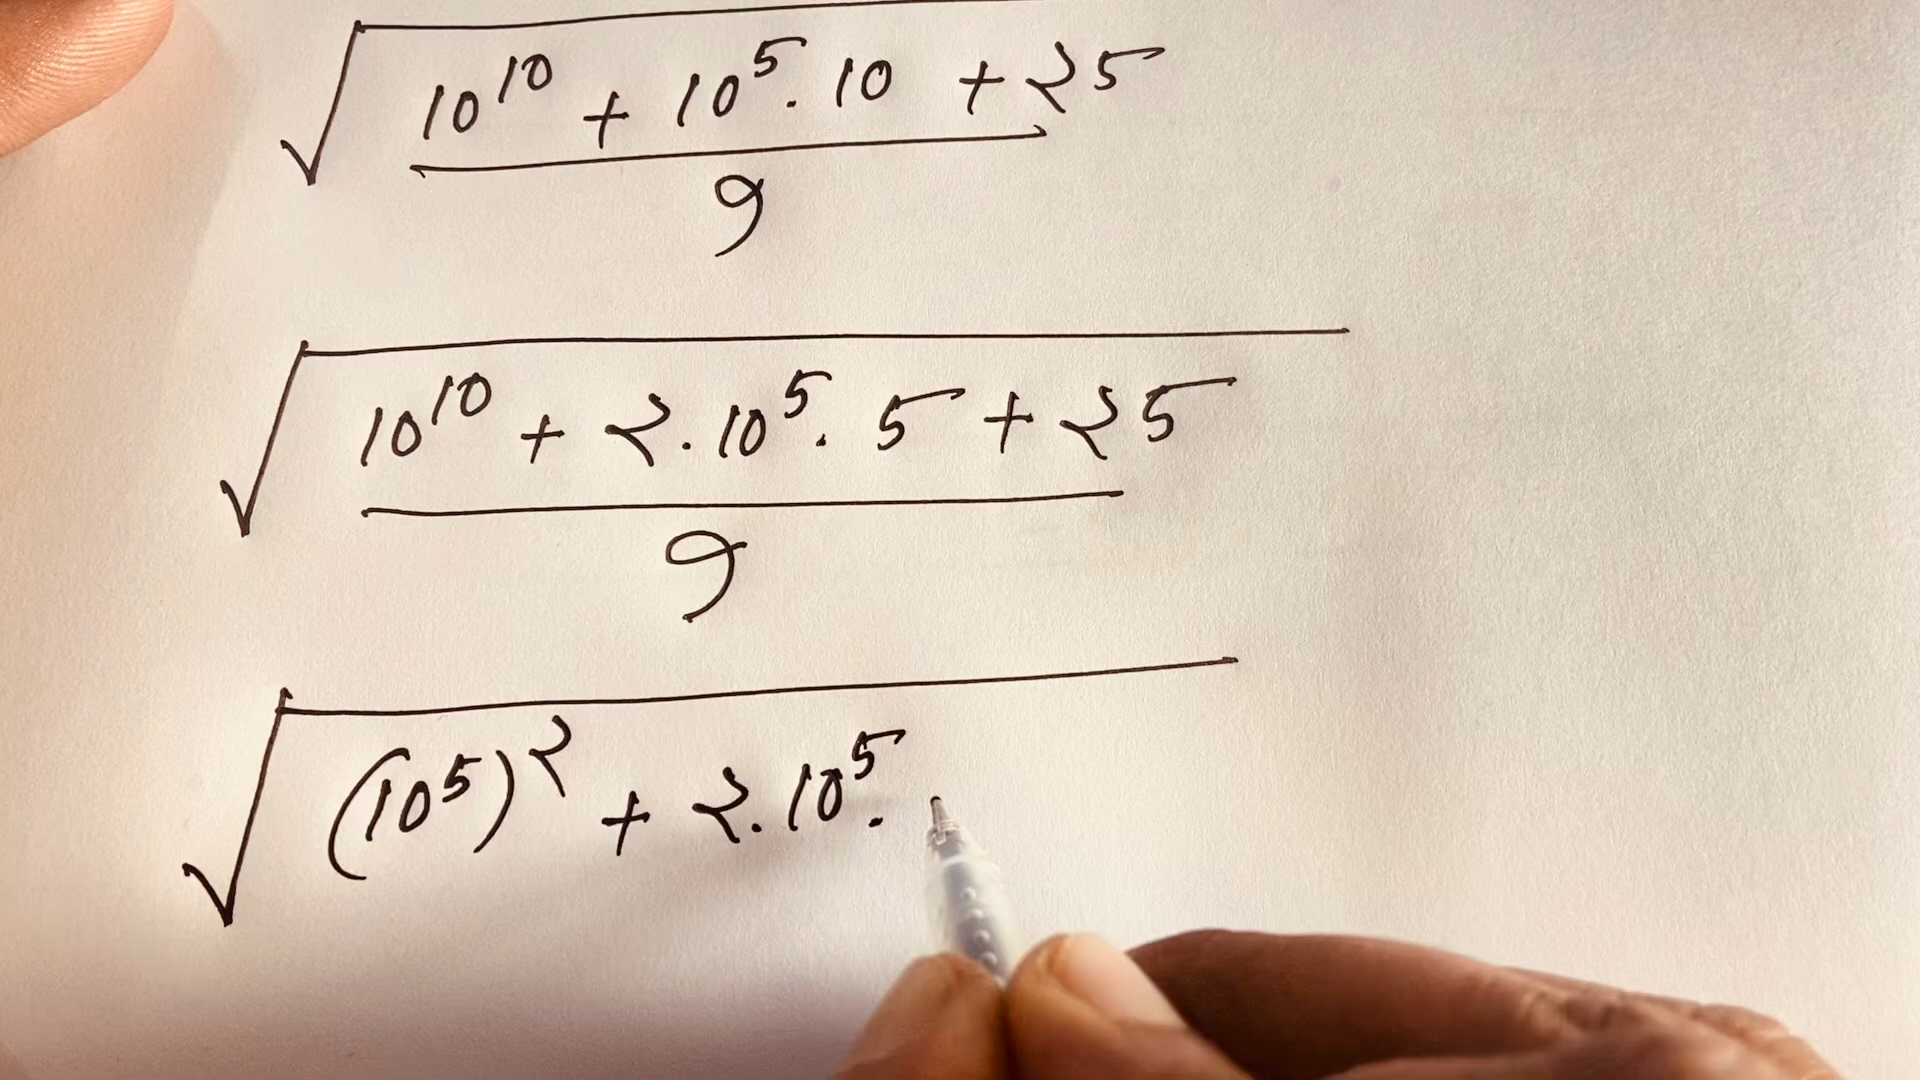 √(10^10 + 10^5 . 10 + 25
9
√(10^10 + 2 . 10^5 . 5 + 25
9
√((10^5)^2 + 2 . 10^5 .